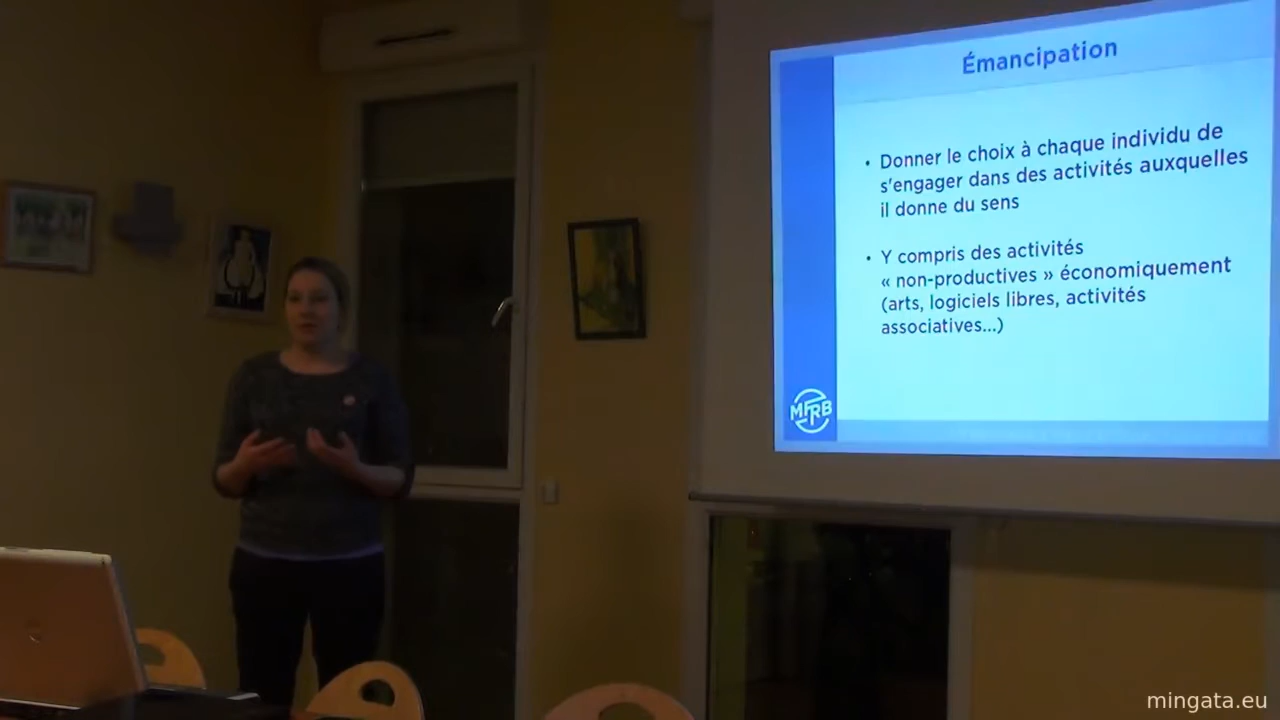 Émancipation
• Donner le choix à chaque individu de
s'engager dans des activités auxquelles
il donne du sens
• Y compris des activités
« non-productives » économiquement
(arts, logiciels libres, activités
associatives...)
MFRB
mingata.eu